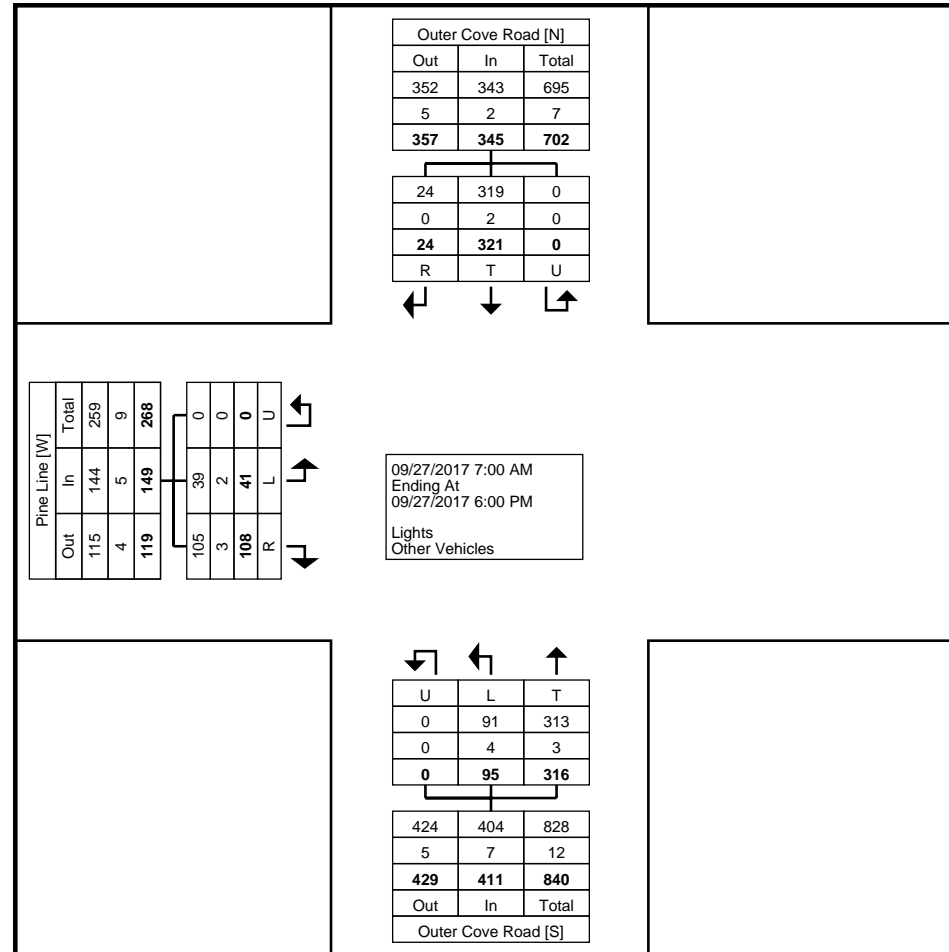 Outer Cove Road [N]
Out In Total
352 343 695
5 2 7
357 345 702
24 319 0
0 2 0
24 321 0
R T U
Pine Line [W]
Out In Total
115 144 259
4 5 9
119 149 268
105 39 0
3 2 0
108 41 0
R L U
09/27/2017 7:00 AM
Ending At
09/27/2017 6:00 PM
Lights
Other Vehicles
U L T
0 91 313
0 4 3
0 95 316
424 404 828
5 7 12
429 411 840
Out In Total
Outer Cove Road [S]